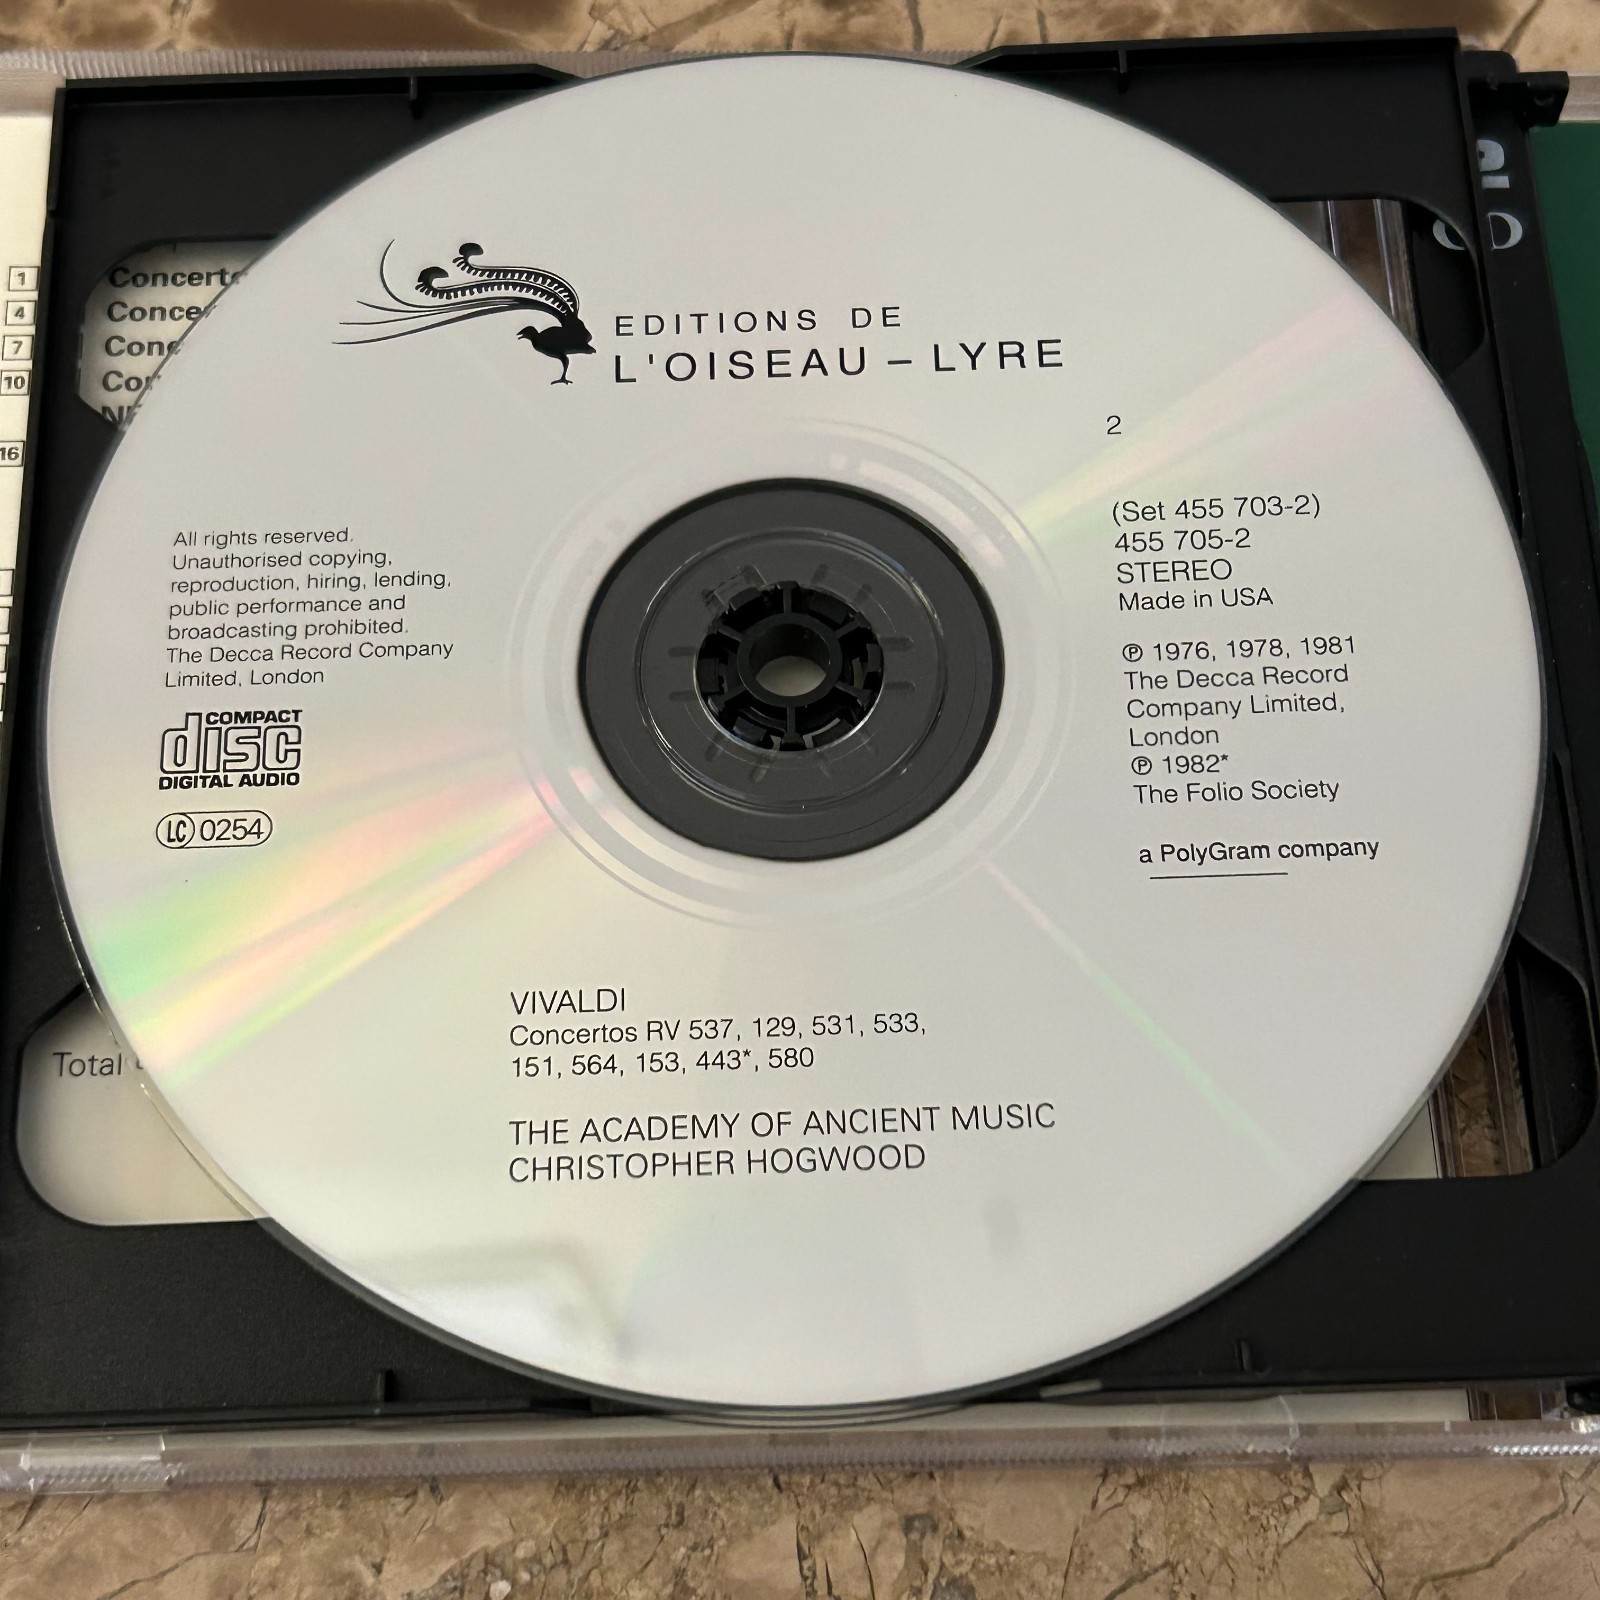 1 Concerto
4
7
10
16
EDITIONS DE
L'OISEAU – LYRE
2
(Set 455 703-2)
455 705-2
STEREO
Made in USA
℗ 1976, 1978, 1981
The Decca Record
Company Limited,
London
℗ 1982*
The Folio Society
a PolyGram company
All rights reserved.
Unauthorised copying,
reproduction, hiring, lending,
public performance and
broadcasting prohibited.
The Decca Record Company
Limited, London
COMPACT
disc
DIGITAL AUDIO
LC 0254
VIVALDI
Concertos RV 537, 129, 531, 533,
151, 564, 153, 443*, 580
THE ACADEMY OF ANCIENT MUSIC
CHRISTOPHER HOGWOOD
Total